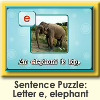 e
An elephant is big.
Sentence Puzzle:
Letter e, elephant